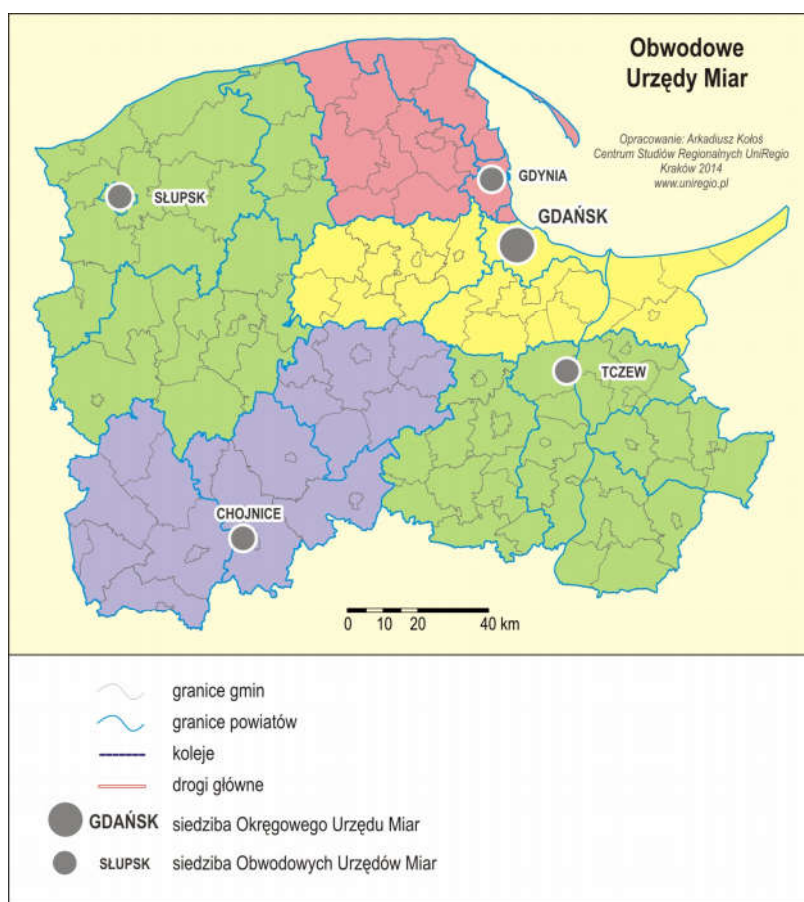 Obwodowe
Urzędy Miar
Opracowanie: Arkadiusz Kołoś
Centrum Studiów Regionalnych UniRegio
Kraków 2014
www.uniregio.pl
GDYNIA
SŁUPSK
GDAŃSK
TCZEW
CHOJNICE
0 10 20 40 km
granice gmin
granice powiatów
koleje
drogi główne
GDAŃSK siedziba Okręgowego Urzędu Miar
SŁUPSK siedziba Obwodowych Urzędów Miar